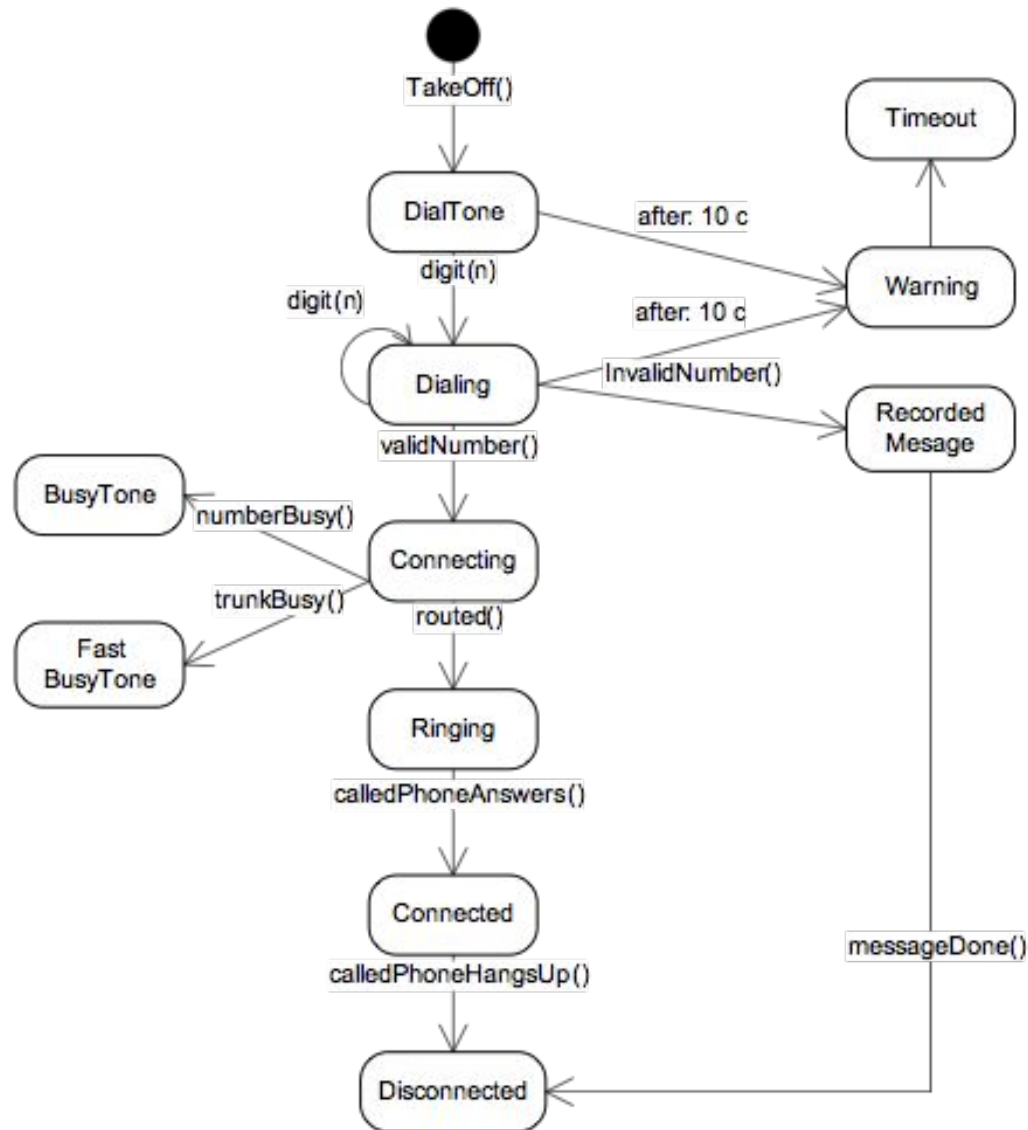 TakeOff()
Timeout
DialTone
after: 10 c
digit(n)
Warning
digit(n)
after: 10 c
InvalidNumber()
Dialing
Recorded
Mesage
validNumber()
BusyTone
numberBusy()
Connecting
trunkBusy()
routed()
Fast
BusyTone
Ringing
calledPhoneAnswers()
Connected
messageDone()
calledPhoneHangsUp()
Disconnected